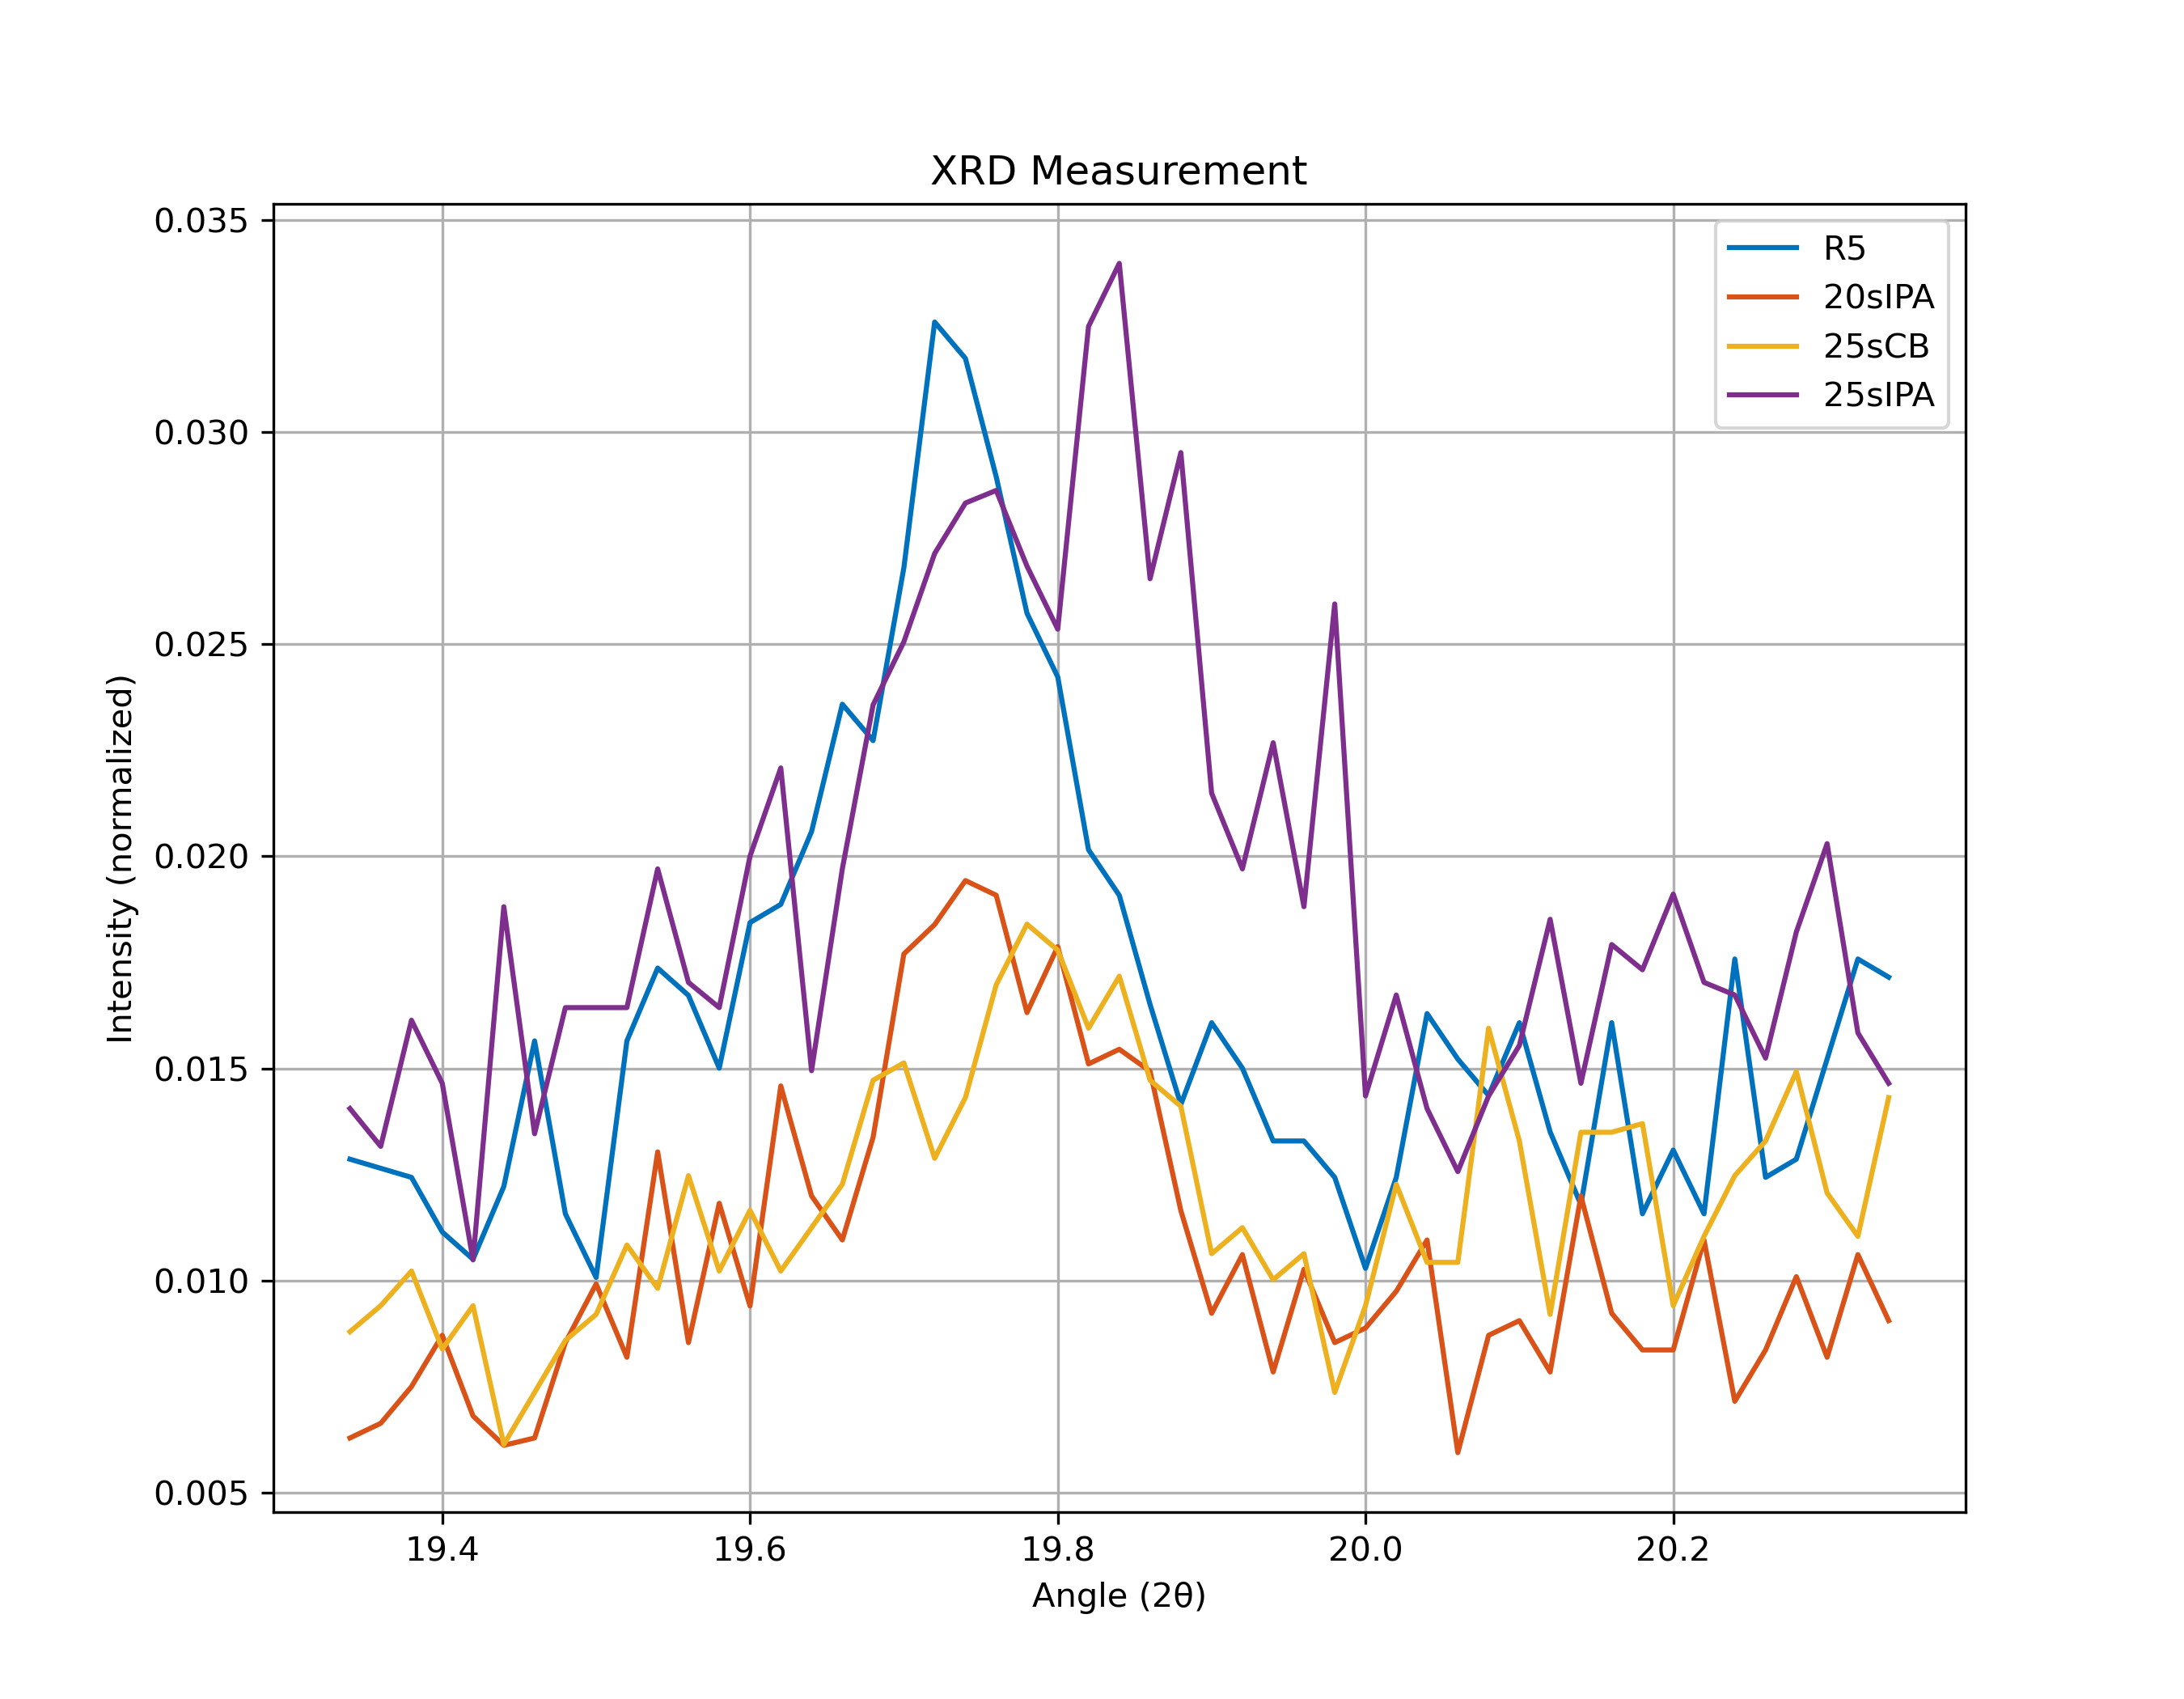 XRD Measurement
0.035
0.030
0.025
0.020
0.015
0.010
0.005
Intensity (normalized)
R5
20sIPA
25sCB
25sIPA
19.4
19.6
19.8
20.0
20.2
Angle (2θ)